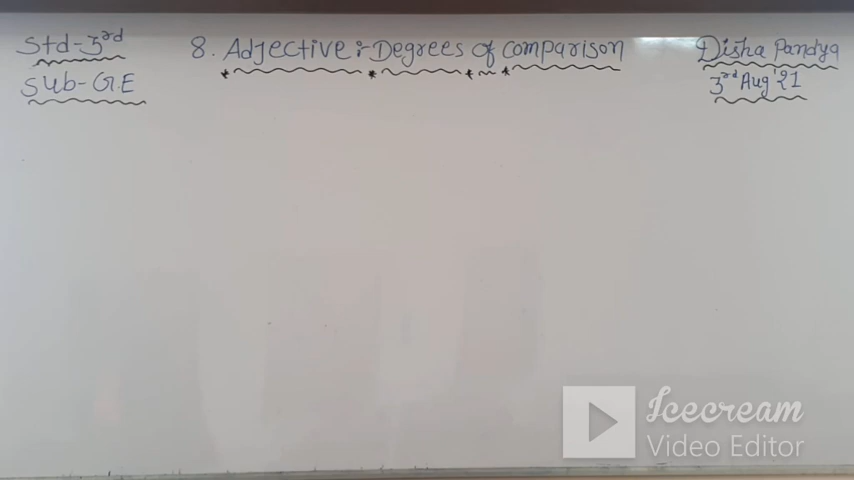 Std-3rd
Sub-G.E
8. Adjective :- Degrees of comparison
Disha Pandya
3rd Aug'21
Icecream
Video Editor